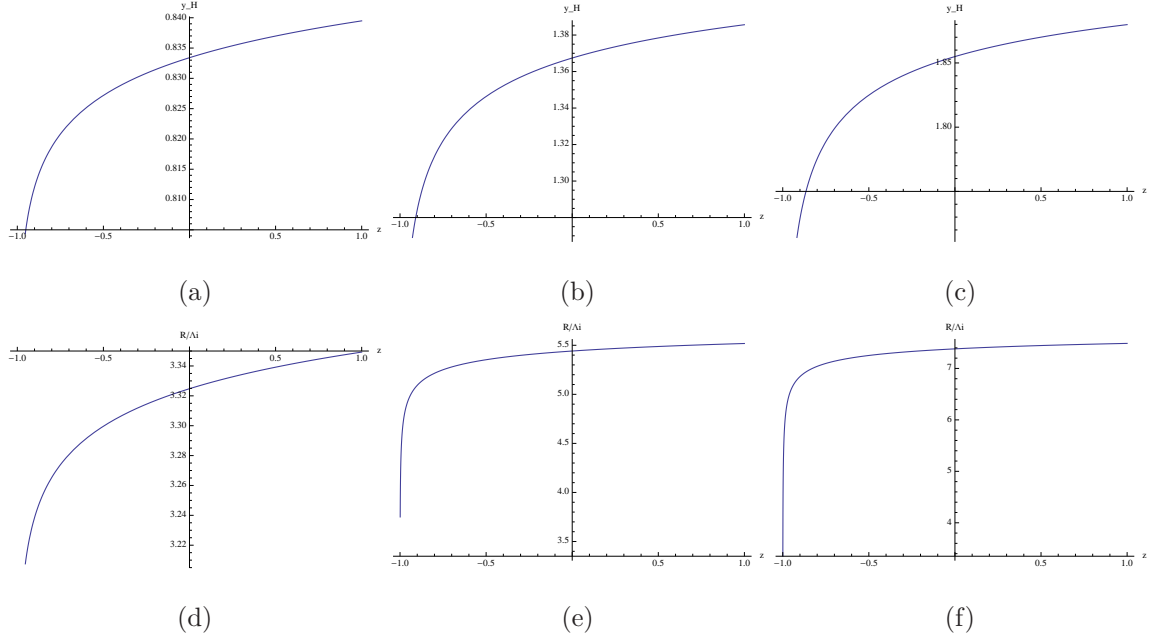 y_H
0.840
0.835
0.830
0.825
0.820
0.815
0.810
−1.0 −0.5 0.5 1.0 z
(a)
y_H
1.38
1.36
1.34
1.32
1.30
−1.0 −0.5 0.5 1.0 z
(b)
y_H
1.85
1.80
−1.0 −0.5 0.5 1.0 z
(c)
R/Λi
−1.0 −0.5 0.5 1.0 z
3.34
3.32
3.30
3.28
3.26
3.24
3.22
(d)
R/Λi
5.5
5.0
4.5
4.0
3.5
−1.0 −0.5 0.5 1.0 z
(e)
R/Λi
7
6
5
4
−1.0 −0.5 0.5 1.0 z
(f)